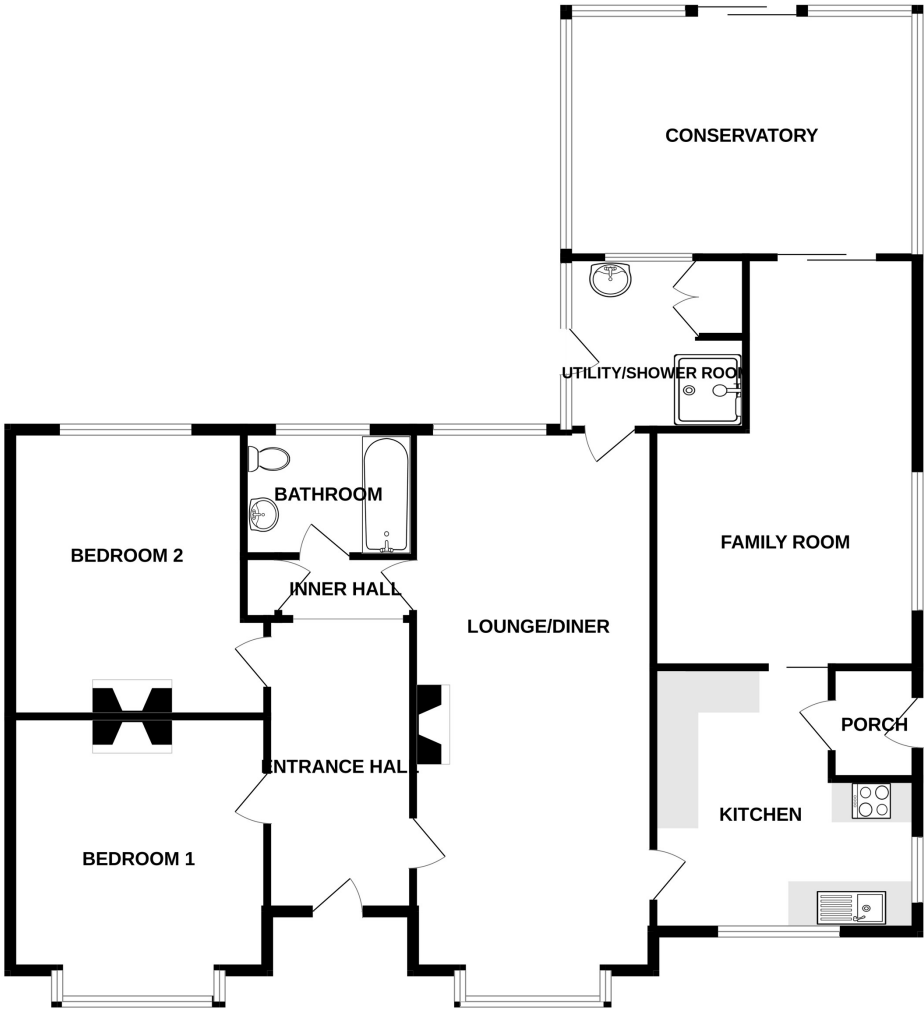 CONSERVATORY
UTILITY/SHOWER ROOM
BATHROOM
FAMILY ROOM
BEDROOM 2
INNER HALL
LOUNGE/DINER
PORCH
ENTRANCE HALL
KITCHEN
BEDROOM 1